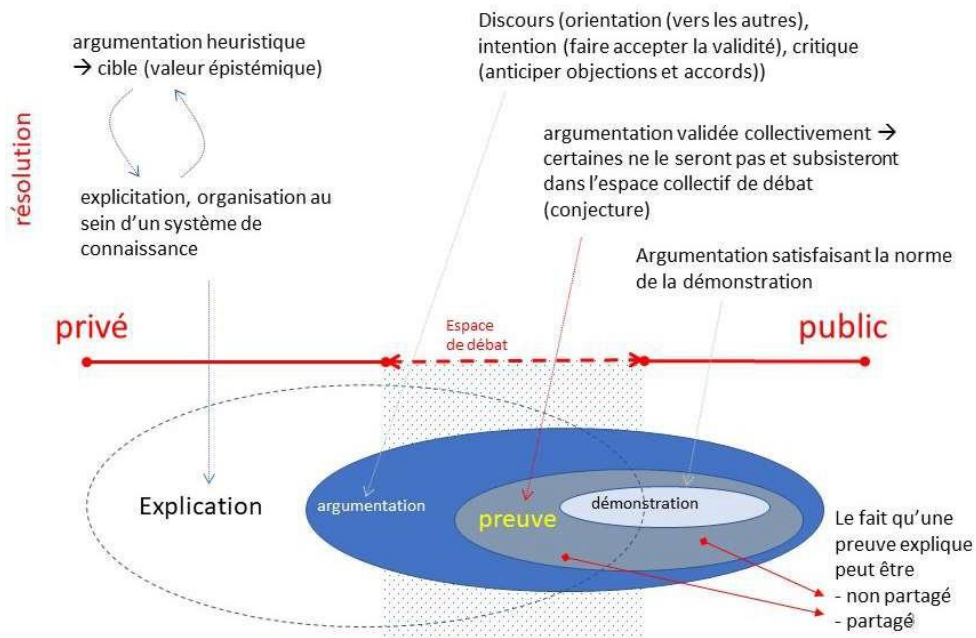 argumentation heuristique
→ cible (valeur épistémique)
explicitation, organisation au
sein d'un système de
connaissance
résolution
Discours (orientation (vers les autres),
intention (faire accepter la validité), critique
(anticiper objections et accords))
argumentation validée collectivement →
certaines ne le seront pas et subsisteront
dans l'espace collectif de débat
(conjecture)
Argumentation satisfaisant la norme
de la démonstration
privé
Espace
de débat
public
Explication
argumentation
preuve
démonstration
Le fait qu'une
preuve explique
peut être
- non partagé
- partagé